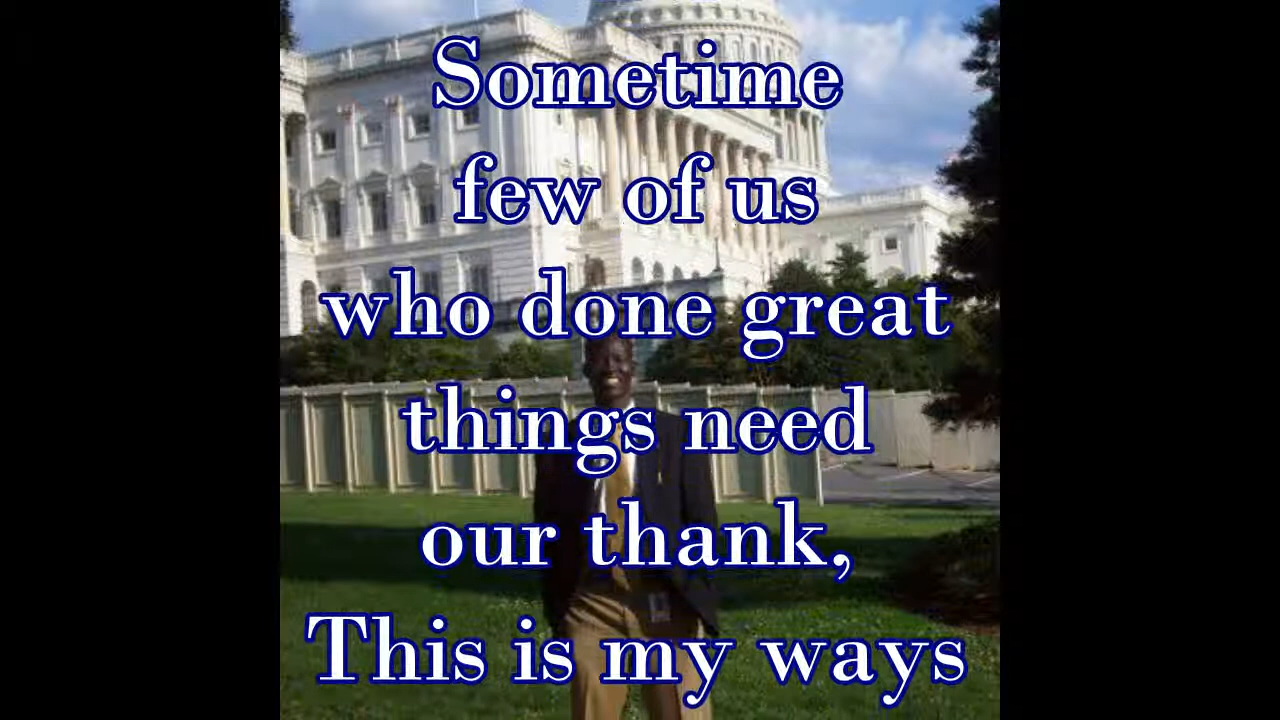 Sometime
few of us
who done great
things need
our thank,
This is my ways